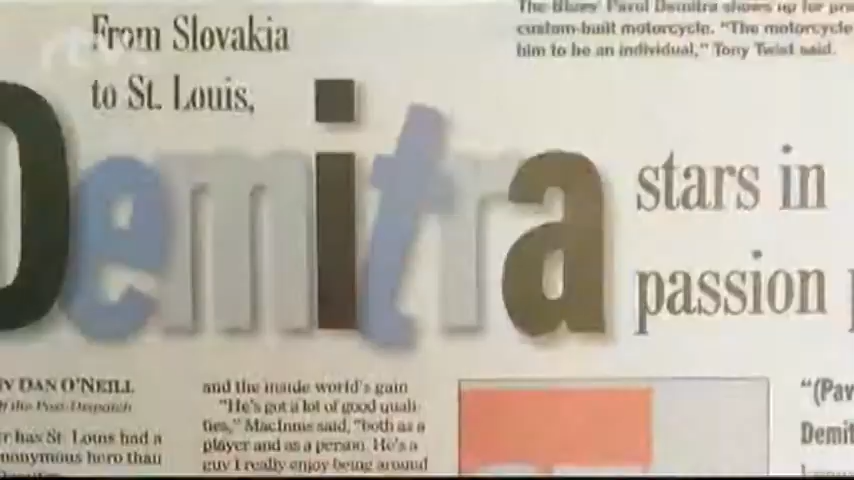 rtv:
From Slovakia
to St. Louis,
Demitra
stars in
passion
The Blues' Pavol Demitra shows up for
custom-built motorcycle. "The motorcycle
him to be an individual," Tony Twist said.
DAN O'NEILL
the Post-Dispatch
has St. Louis had a
nonymous hero than
and the inside world's gain
"He's got a lot of good quali-
ties," MacInnis said, "both as a
player and as a person. He's a
guy I really enjoy being around
"(Pav
Demit